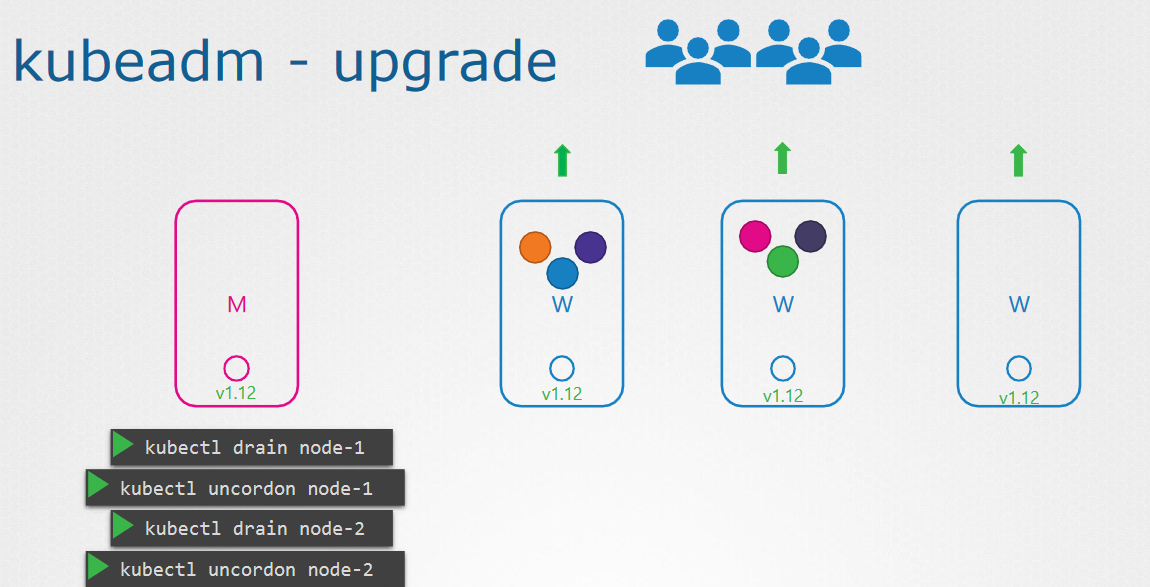 kubeadm - upgrade
M
W
W
W
v1.12
v1.12
v1.12
v1.12
kubectl drain node-1
kubectl uncordon node-1
kubectl drain node-2
kubectl uncordon node-2